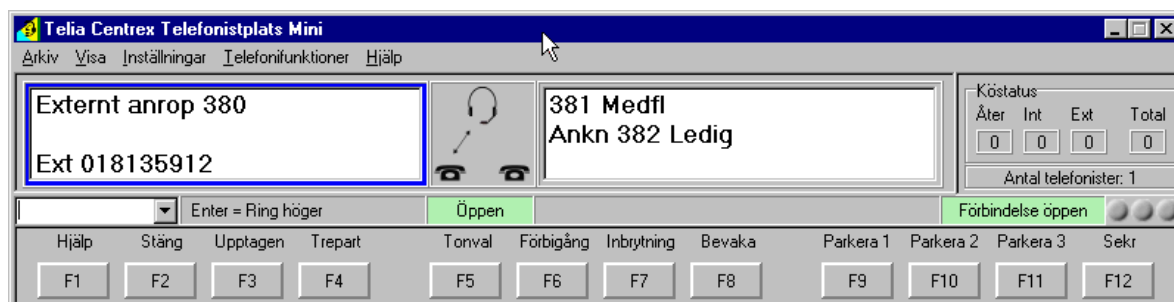 Telia Centrex Telefonistplats Mini
Arkiv Visa Inställningar Telefonifunktioner Hjälp
Externt anrop 380
Ext 018135912
381 Medfl
Ankn 382 Ledig
Köstatus
Åter Int Ext Total
0 0 0 0
Antal telefonister: 1
Enter = Ring höger Öppen Förbindelse öppen
Hjälp Stäng Upptagen Trepart Tonval Förbigång Inbrytning Bevaka Parkera 1 Parkera 2 Parkera 3 Sekr
F1 F2 F3 F4 F5 F6 F7 F8 F9 F10 F11 F12